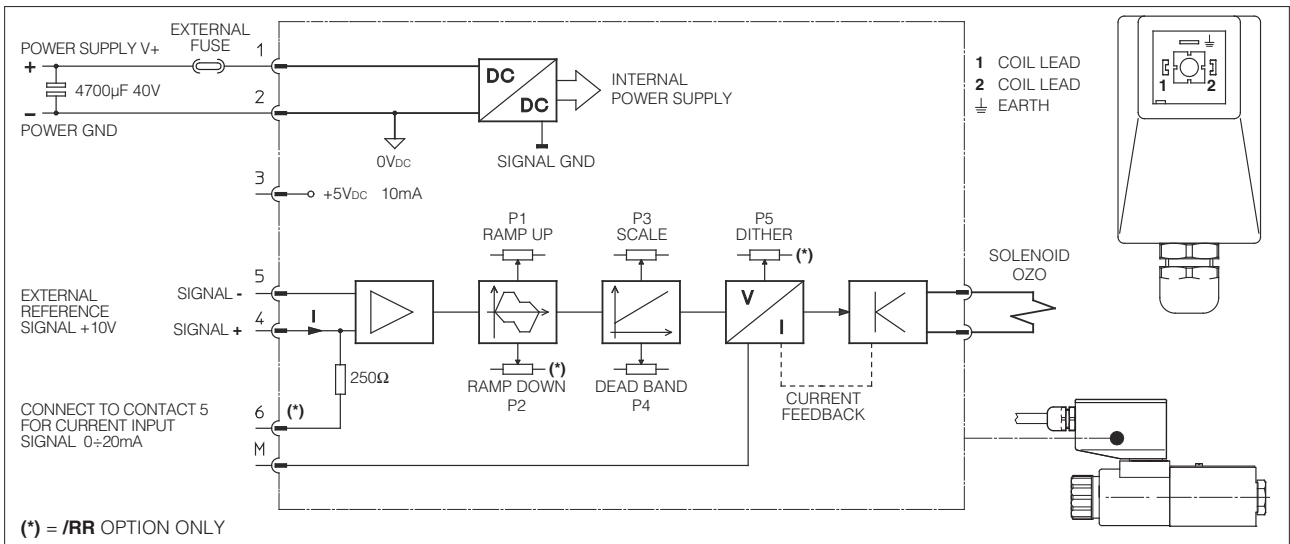 EXTERNAL
FUSE
POWER SUPPLY V+
+
4700µF 40V
–
POWER GND
1
2
DC
DC
INTERNAL
POWER SUPPLY
0VDC
SIGNAL GND
3
+5VDC 10mA
P1
RAMP UP
P3
SCALE
P5
DITHER
(*)
EXTERNAL
REFERENCE
SIGNAL +10V
5
SIGNAL -
4
SIGNAL +
I
V
I
250Ω
(*)
RAMP DOWN
P2
DEAD BAND
P4
CURRENT
FEEDBACK
SOLENOID
OZO
CONNECT TO CONTACT 5
FOR CURRENT INPUT
SIGNAL 0÷20mA
6 (*)
M
1 COIL LEAD
2 COIL LEAD
EARTH
1
2
(*) = /RR OPTION ONLY